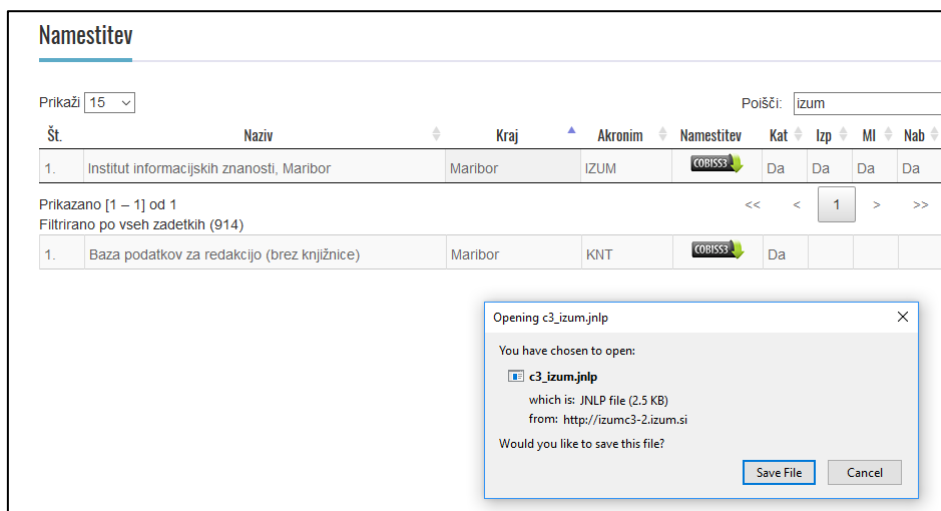 Namestitev
Prikaži 15 Poišči: izum
Št. Naziv Kraj Akronim Namestitev Kat Izp MI Nab
1. Institut informacijskih znanosti, Maribor Maribor IZUM COBISS3 Da Da Da Da
Prikazano [1 – 1] od 1 << < 1 > >>
Filtrirano po vseh zadetkih (914)
1. Baza podatkov za redakcijo (brez knjižnice) Maribor KNT COBISS3 Da
Opening c3_izum.jnlp
You have chosen to open:
c3_izum.jnlp
which is: JNLP file (2.5 KB)
from: http://izumc3-2.izum.si
Would you like to save this file?
Save File Cancel